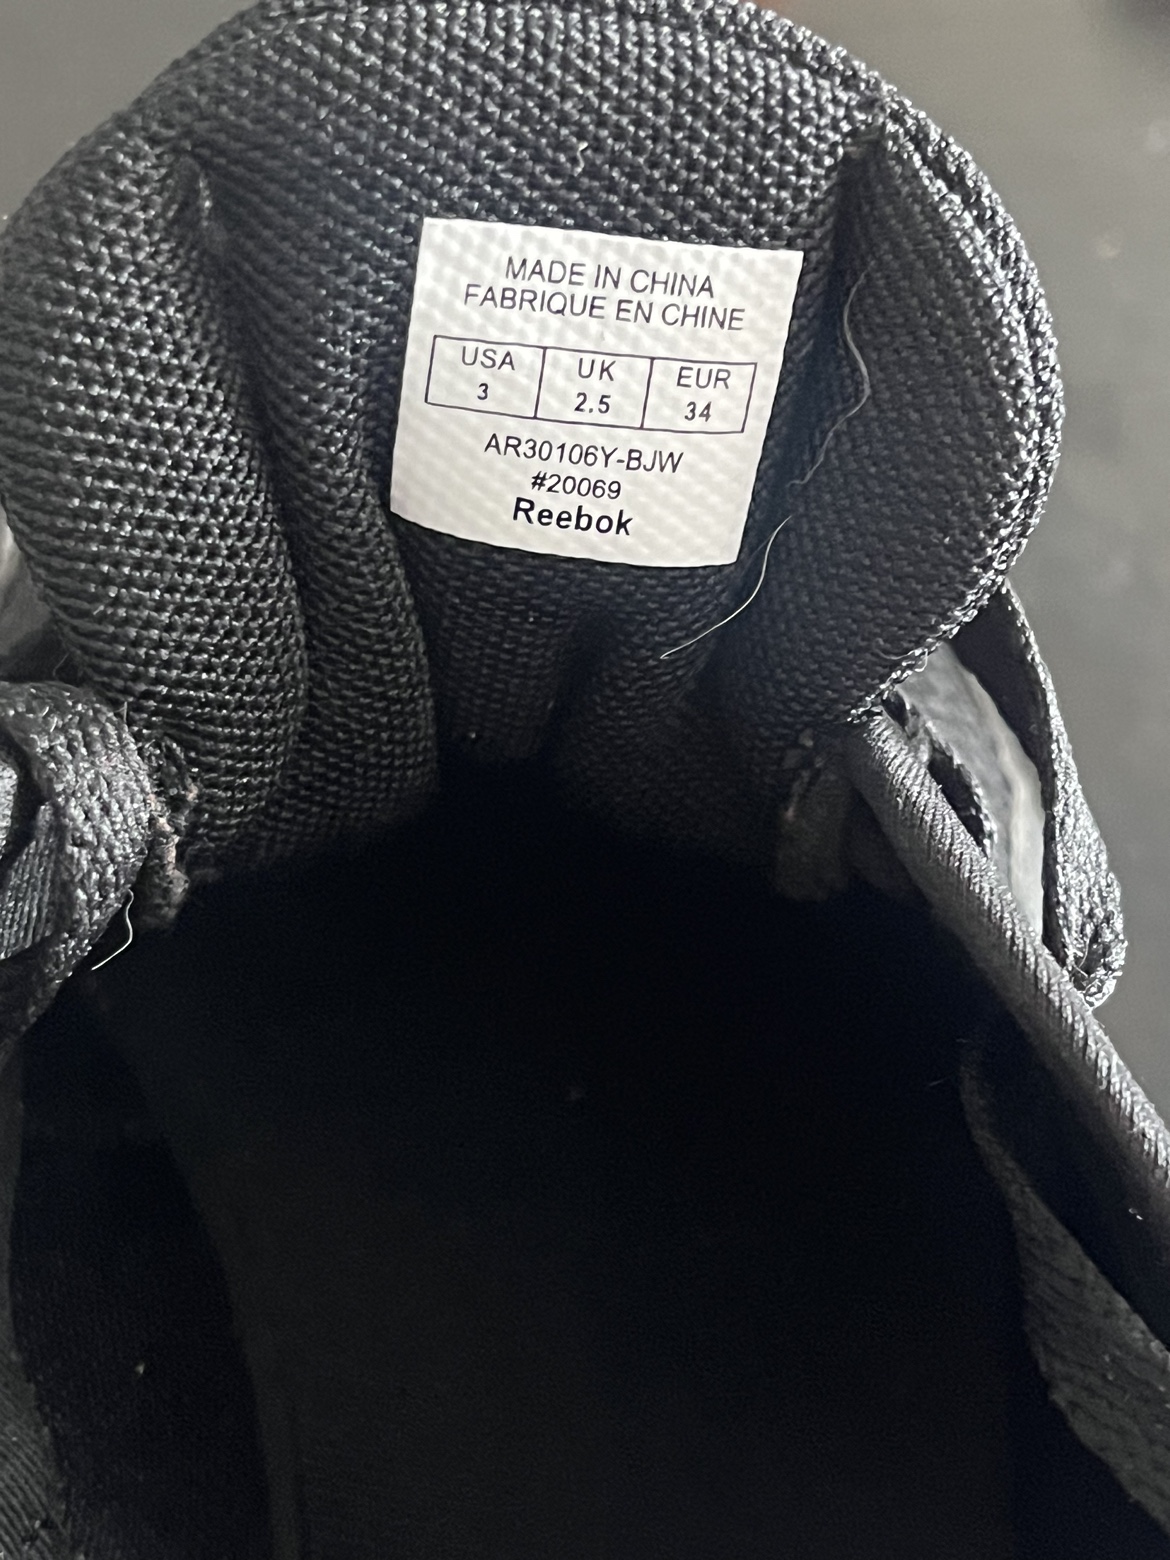 MADE IN CHINA
FABRIQUE EN CHINE
USA UK EUR
3 2.5 34
AR30106Y-BJW
#20069
Reebok